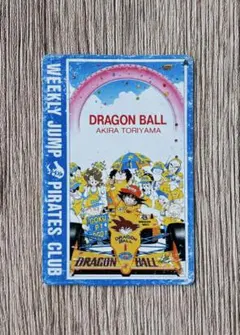 DRAGON BALL
AKIRA TORIYAMA
WEEKLY JUMP PIRATES CLUB
DRAGON BALL